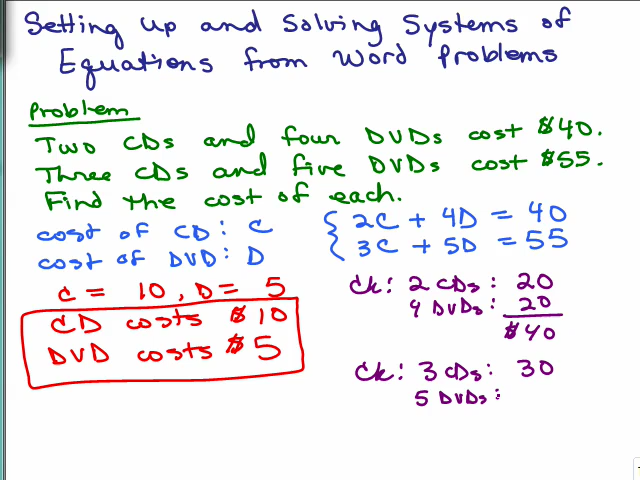 Setting Up and Solving Systems of
Equations from Word Problems
Problem
Two CDs and four DVDs cost $40.
Three CDs and five DVDs cost $55.
Find the cost of each.
cost of CD: C
cost of DVD: D
{ 2C + 4D = 40
3C + 5D = 55
C = 10, D = 5
CD costs $10
DVD costs $5
Ck: 2 CDs: 20
4 DVDs: 20
$40
Ck: 3 CDs: 30
5 DVDs: